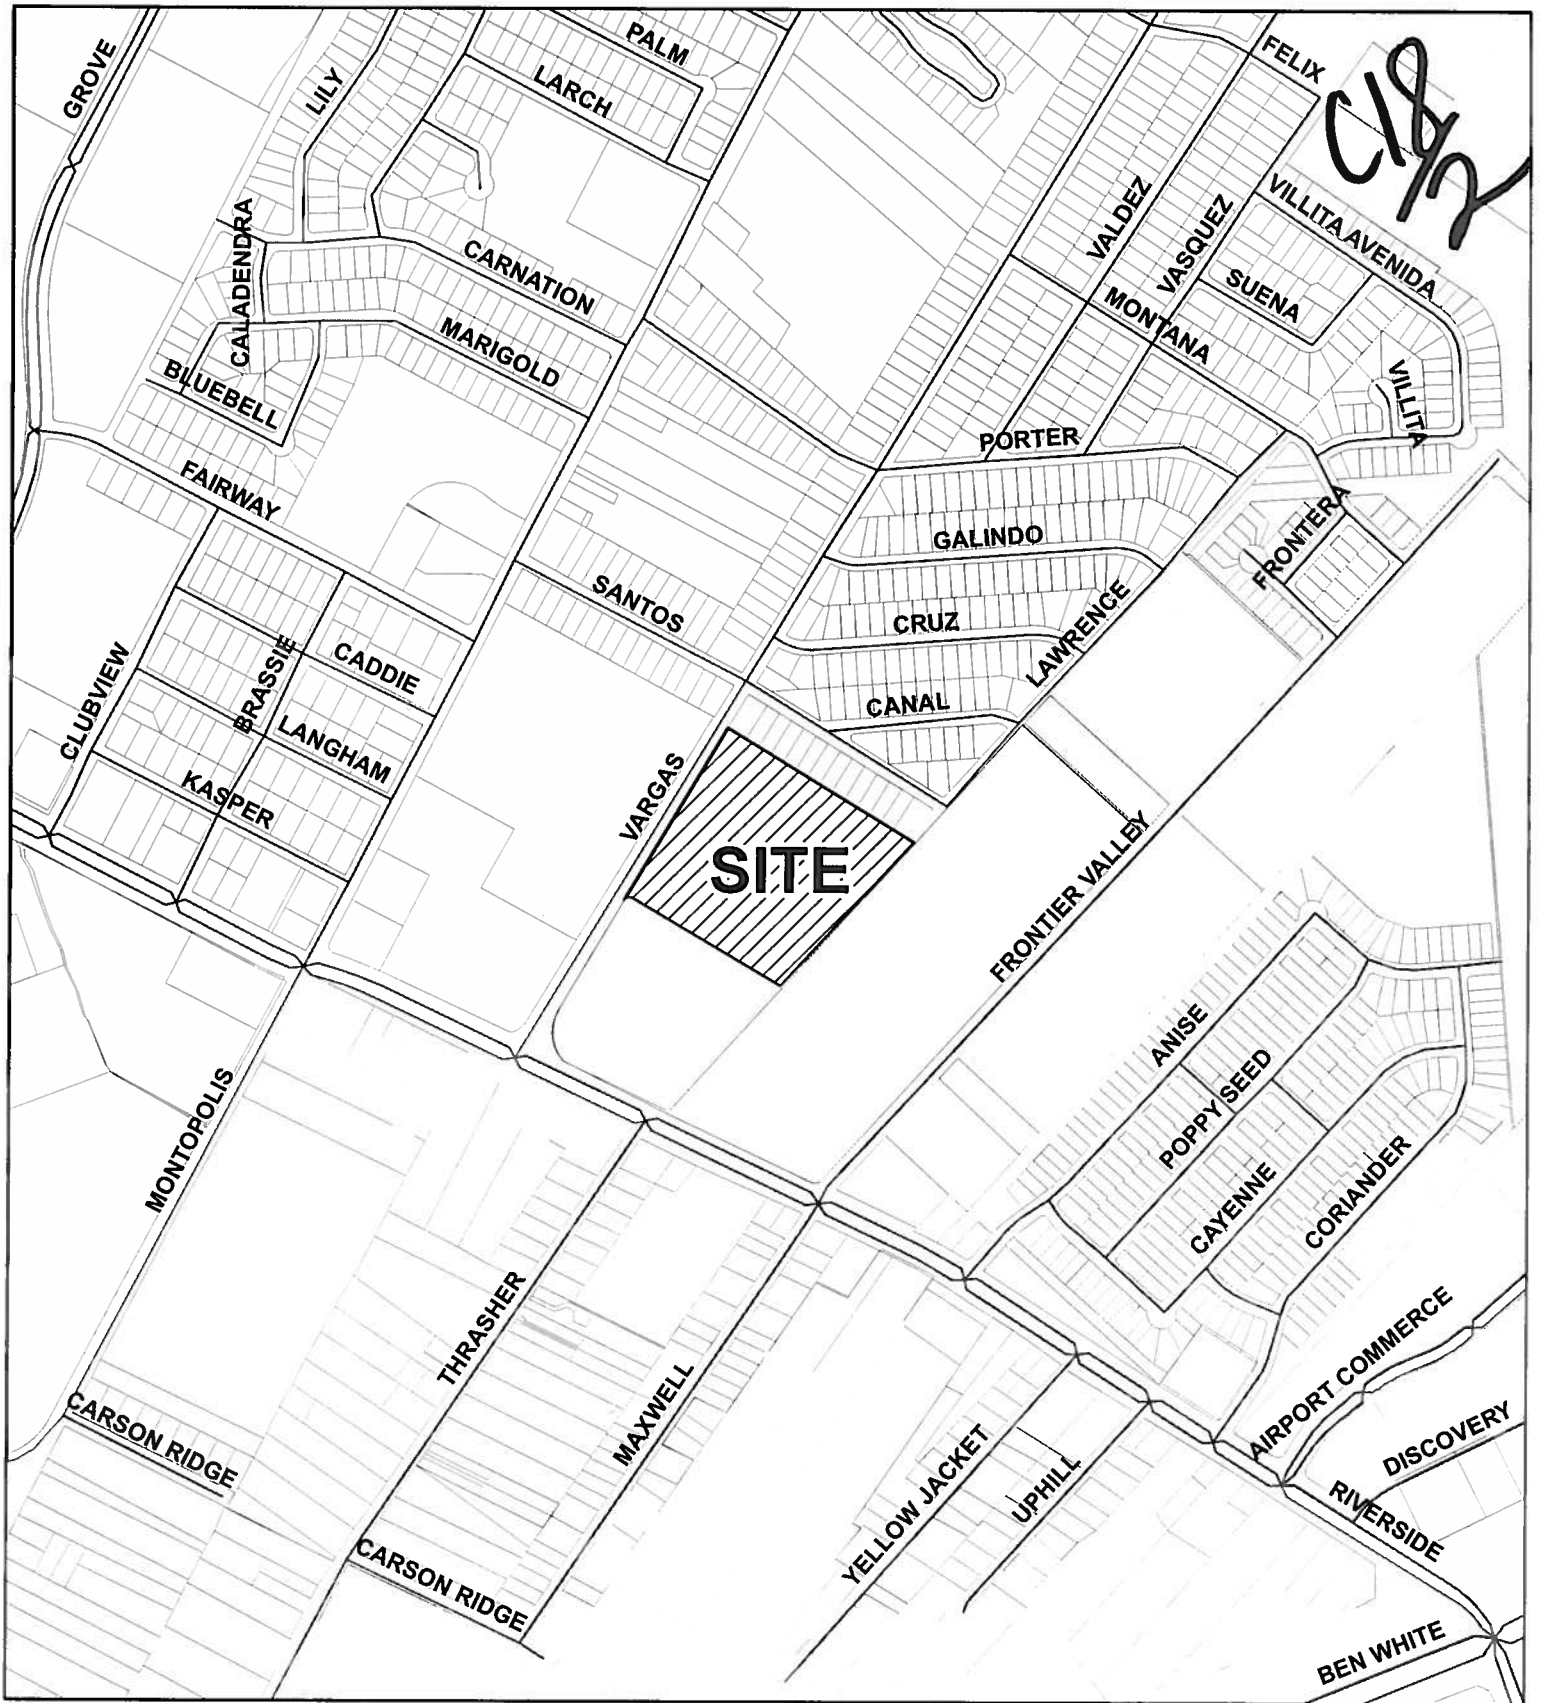 GROVE
LILY
PALM
LARCH
FELIX
C18/2
CALADENDRA
CARNATION
MARIGOLD
BLUEBELL
VALDEZ
VASQUEZ
VILLITA AVENIDA
SUENA
MONTANA
VILLITA
PORTER
FAIRWAY
GALINDO
FRONTERA
SANTOS
CRUZ
LAWRENCE
CLUBVIEW
BRASSIE
CADDIE
LANGHAM
KASPER
CANAL
VARGAS
SITE
FRONTIER VALLEY
ANISE
POPPY SEED
CAYENNE
CORIANDER
MONTOPOLIS
THRASHER
MAXWELL
AIRPORT COMMERCE
DISCOVERY
CARSON RIDGE
YELLOW JACKET
UPHILL
RIVERSIDE
CARSON RIDGE
BEN WHITE